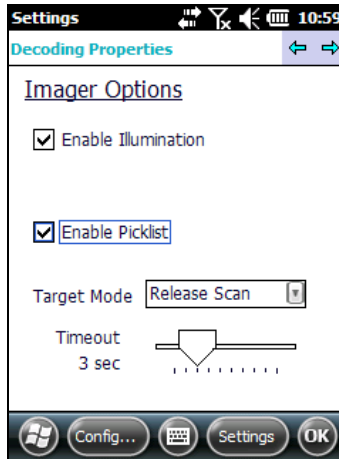 Settings 10:59
Decoding Properties
Imager Options
Enable Illumination
Enable Picklist
Target Mode Release Scan
Timeout
3 sec
Config... Settings OK